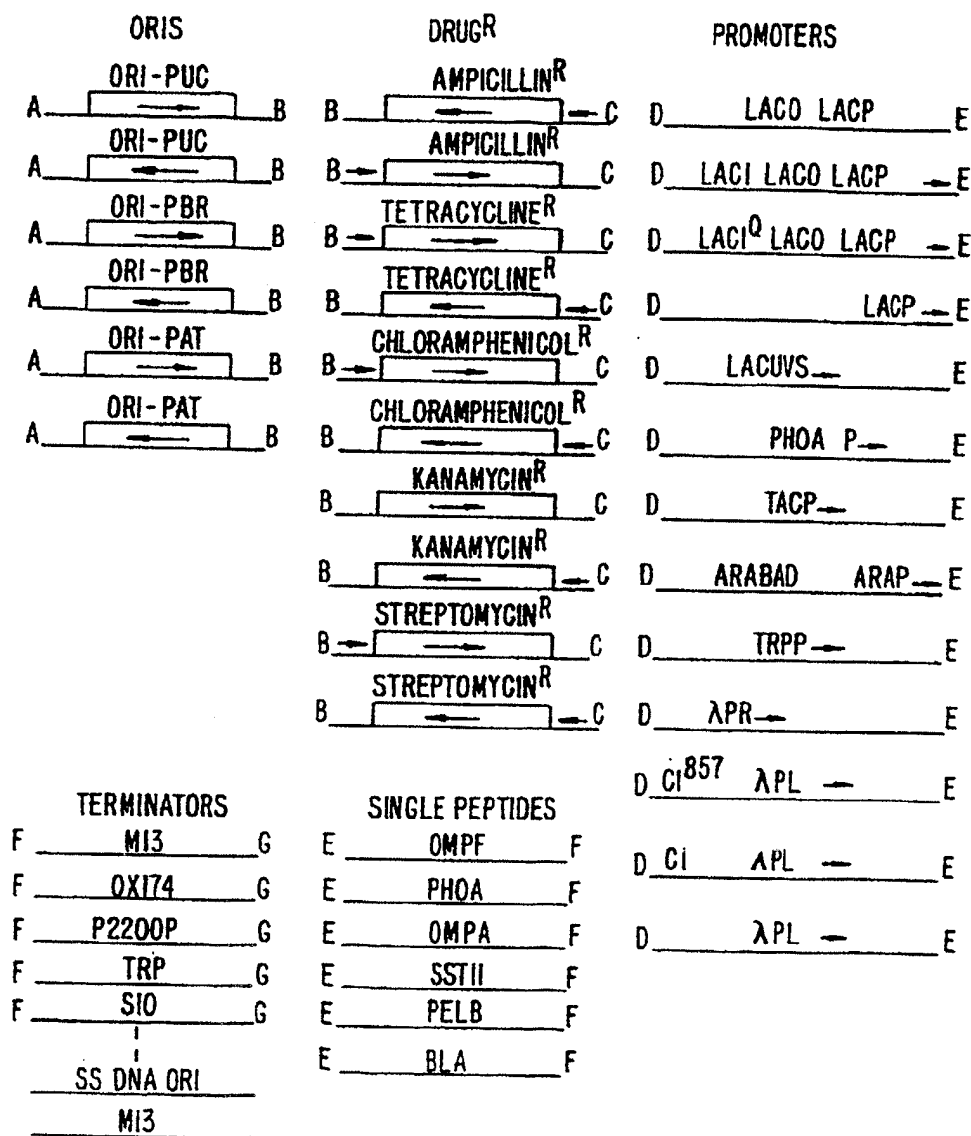 ORIS
A ORI-PUC B
A ORI-PUC B
A ORI-PBR B
A ORI-PBR B
A ORI-PAT B
A ORI-PAT B
DRUGR
B AMPICILLINR C
B AMPICILLINR C
B TETRACYCLINER C
B TETRACYCLINER C
B CHLORAMPHENICOLR C
B CHLORAMPHENICOLR C
B KANAMYCINR C
B KANAMYCINR C
B STREPTOMYCINR C
B STREPTOMYCINR C
PROMOTERS
D LACO LACP E
D LACI LACO LACP E
D LACIQ LACO LACP E
D LACP E
D LACUVS E
D PHOA P E
D TACP E
D ARABAD ARAP E
D TRPP E
D λPR E
D CI857 λPL E
D Ci ΛPL E
D λPL E
TERMINATORS
F M13 G
F OX174 G
F P22OOP G
F TRP G
F SIO G
SS DNA ORI
M13
SINGLE PEPTIDES
E OMPF F
E PHOA F
E OMPA F
E SSTII F
E PELB F
E BLA F